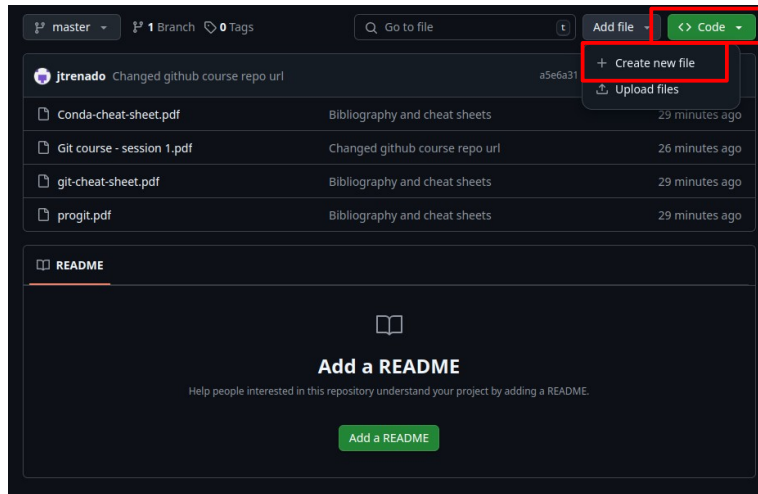 master 1 Branch 0 Tags Go to file t Add file <> Code
+ Create new file
jtrenado Changed github course repo url a5e6a31
Upload files
Conda-cheat-sheet.pdf Bibliography and cheat sheets 29 minutes ago
Git course - session 1.pdf Changed github course repo url 26 minutes ago
git-cheat-sheet.pdf Bibliography and cheat sheets 29 minutes ago
progit.pdf Bibliography and cheat sheets 29 minutes ago
README
Add a README
Help people interested in this repository understand your project by adding a README.
Add a README